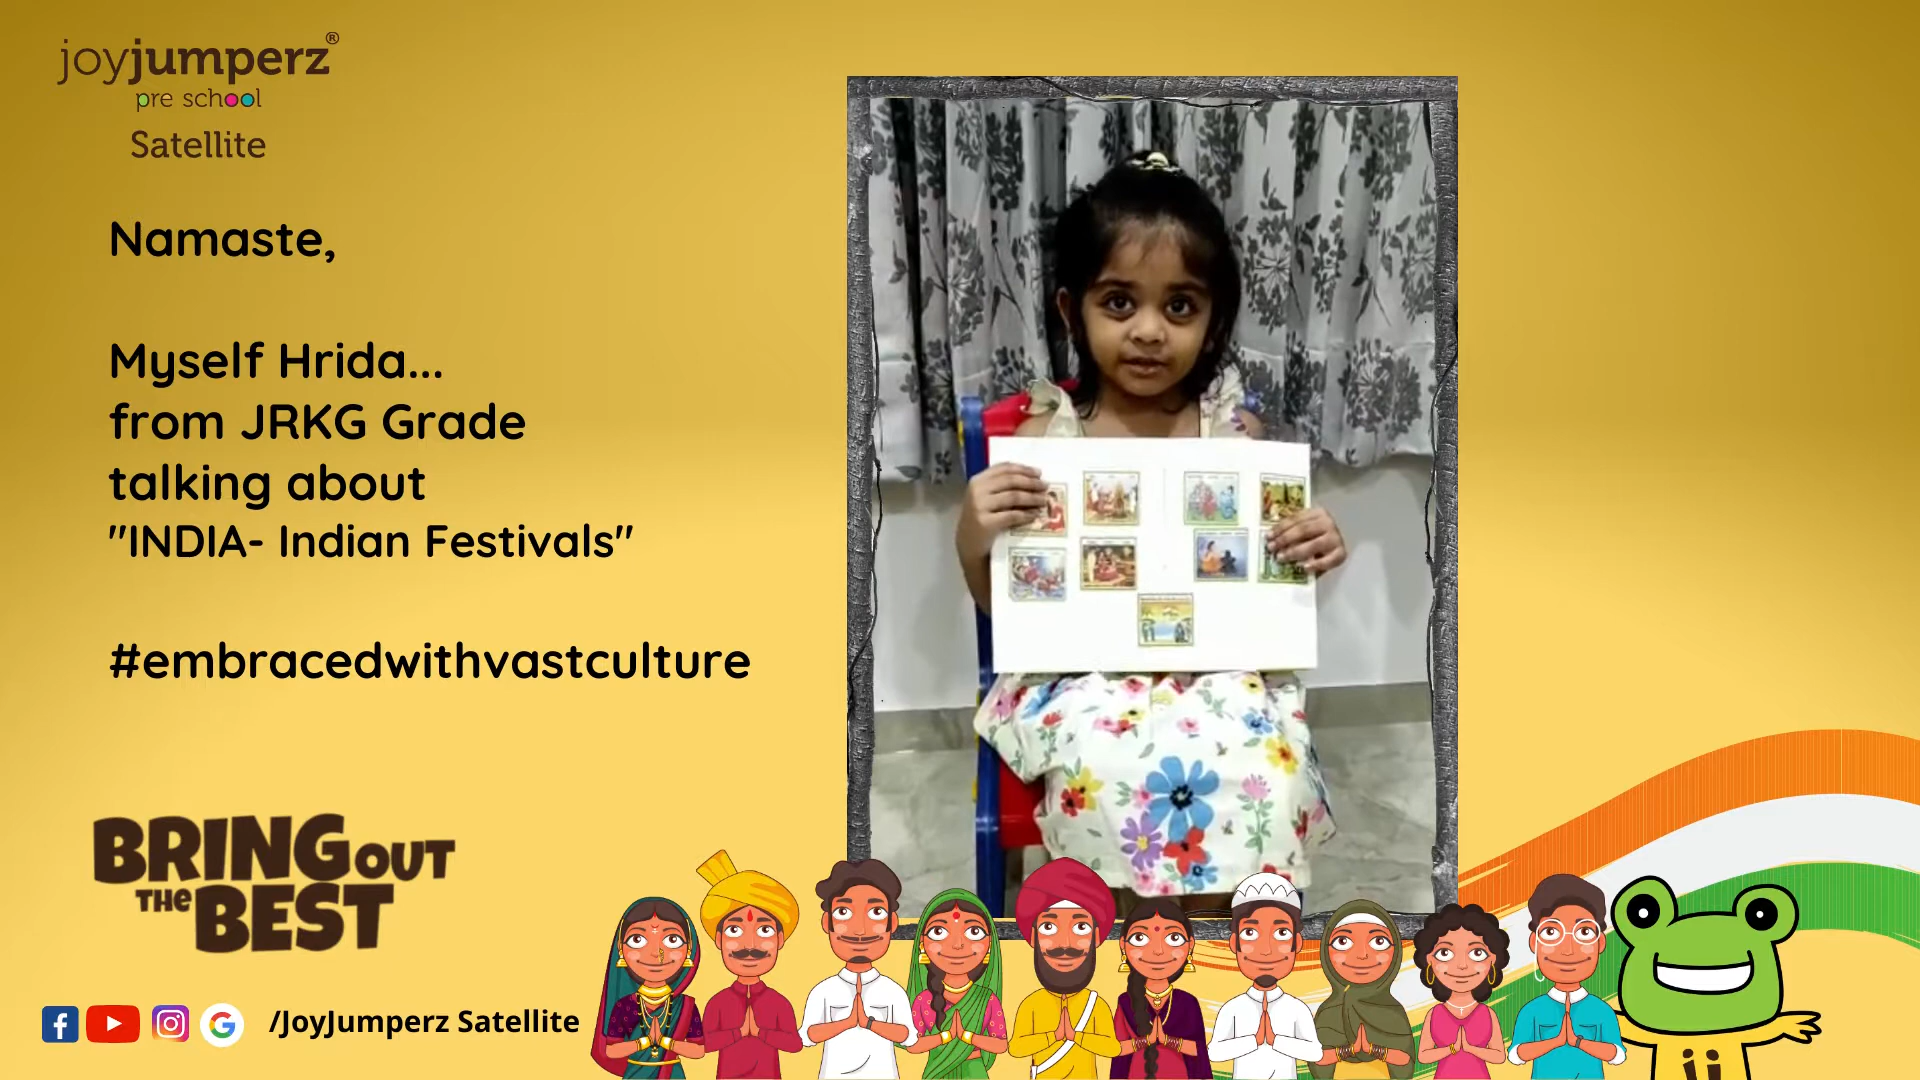 joyjumperz®
pre school
Satellite
Namaste,
Myself Hrida...
from JRKG Grade
talking about
"INDIA- Indian Festivals"
#embracedwithvastculture
BRING OUT
THE BEST
/JoyJumperz Satellite
jj